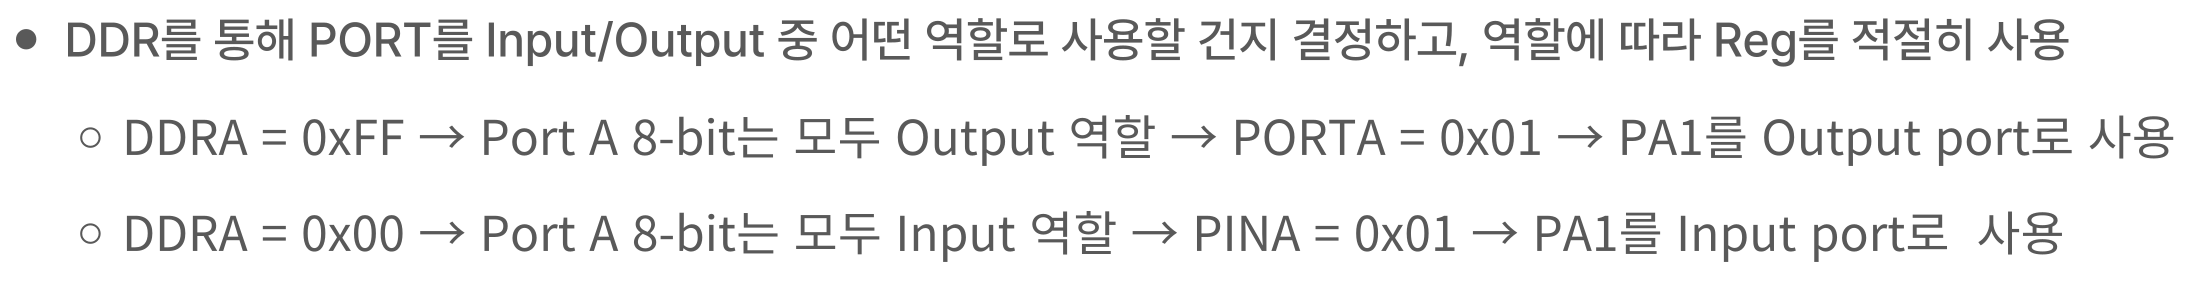 ● DDR를 통해 PORT를 Input/Output 중 어떤 역할로 사용할 건지 결정하고, 역할에 따라 Reg를 적절히 사용
○ DDRA = 0xFF → Port A 8-bit는 모두 Output 역할 → PORTA = 0x01 → PA1를 Output port로 사용
○ DDRA = 0x00 → Port A 8-bit는 모두 Input 역할 → PINA = 0x01 → PA1를 Input port로 사용